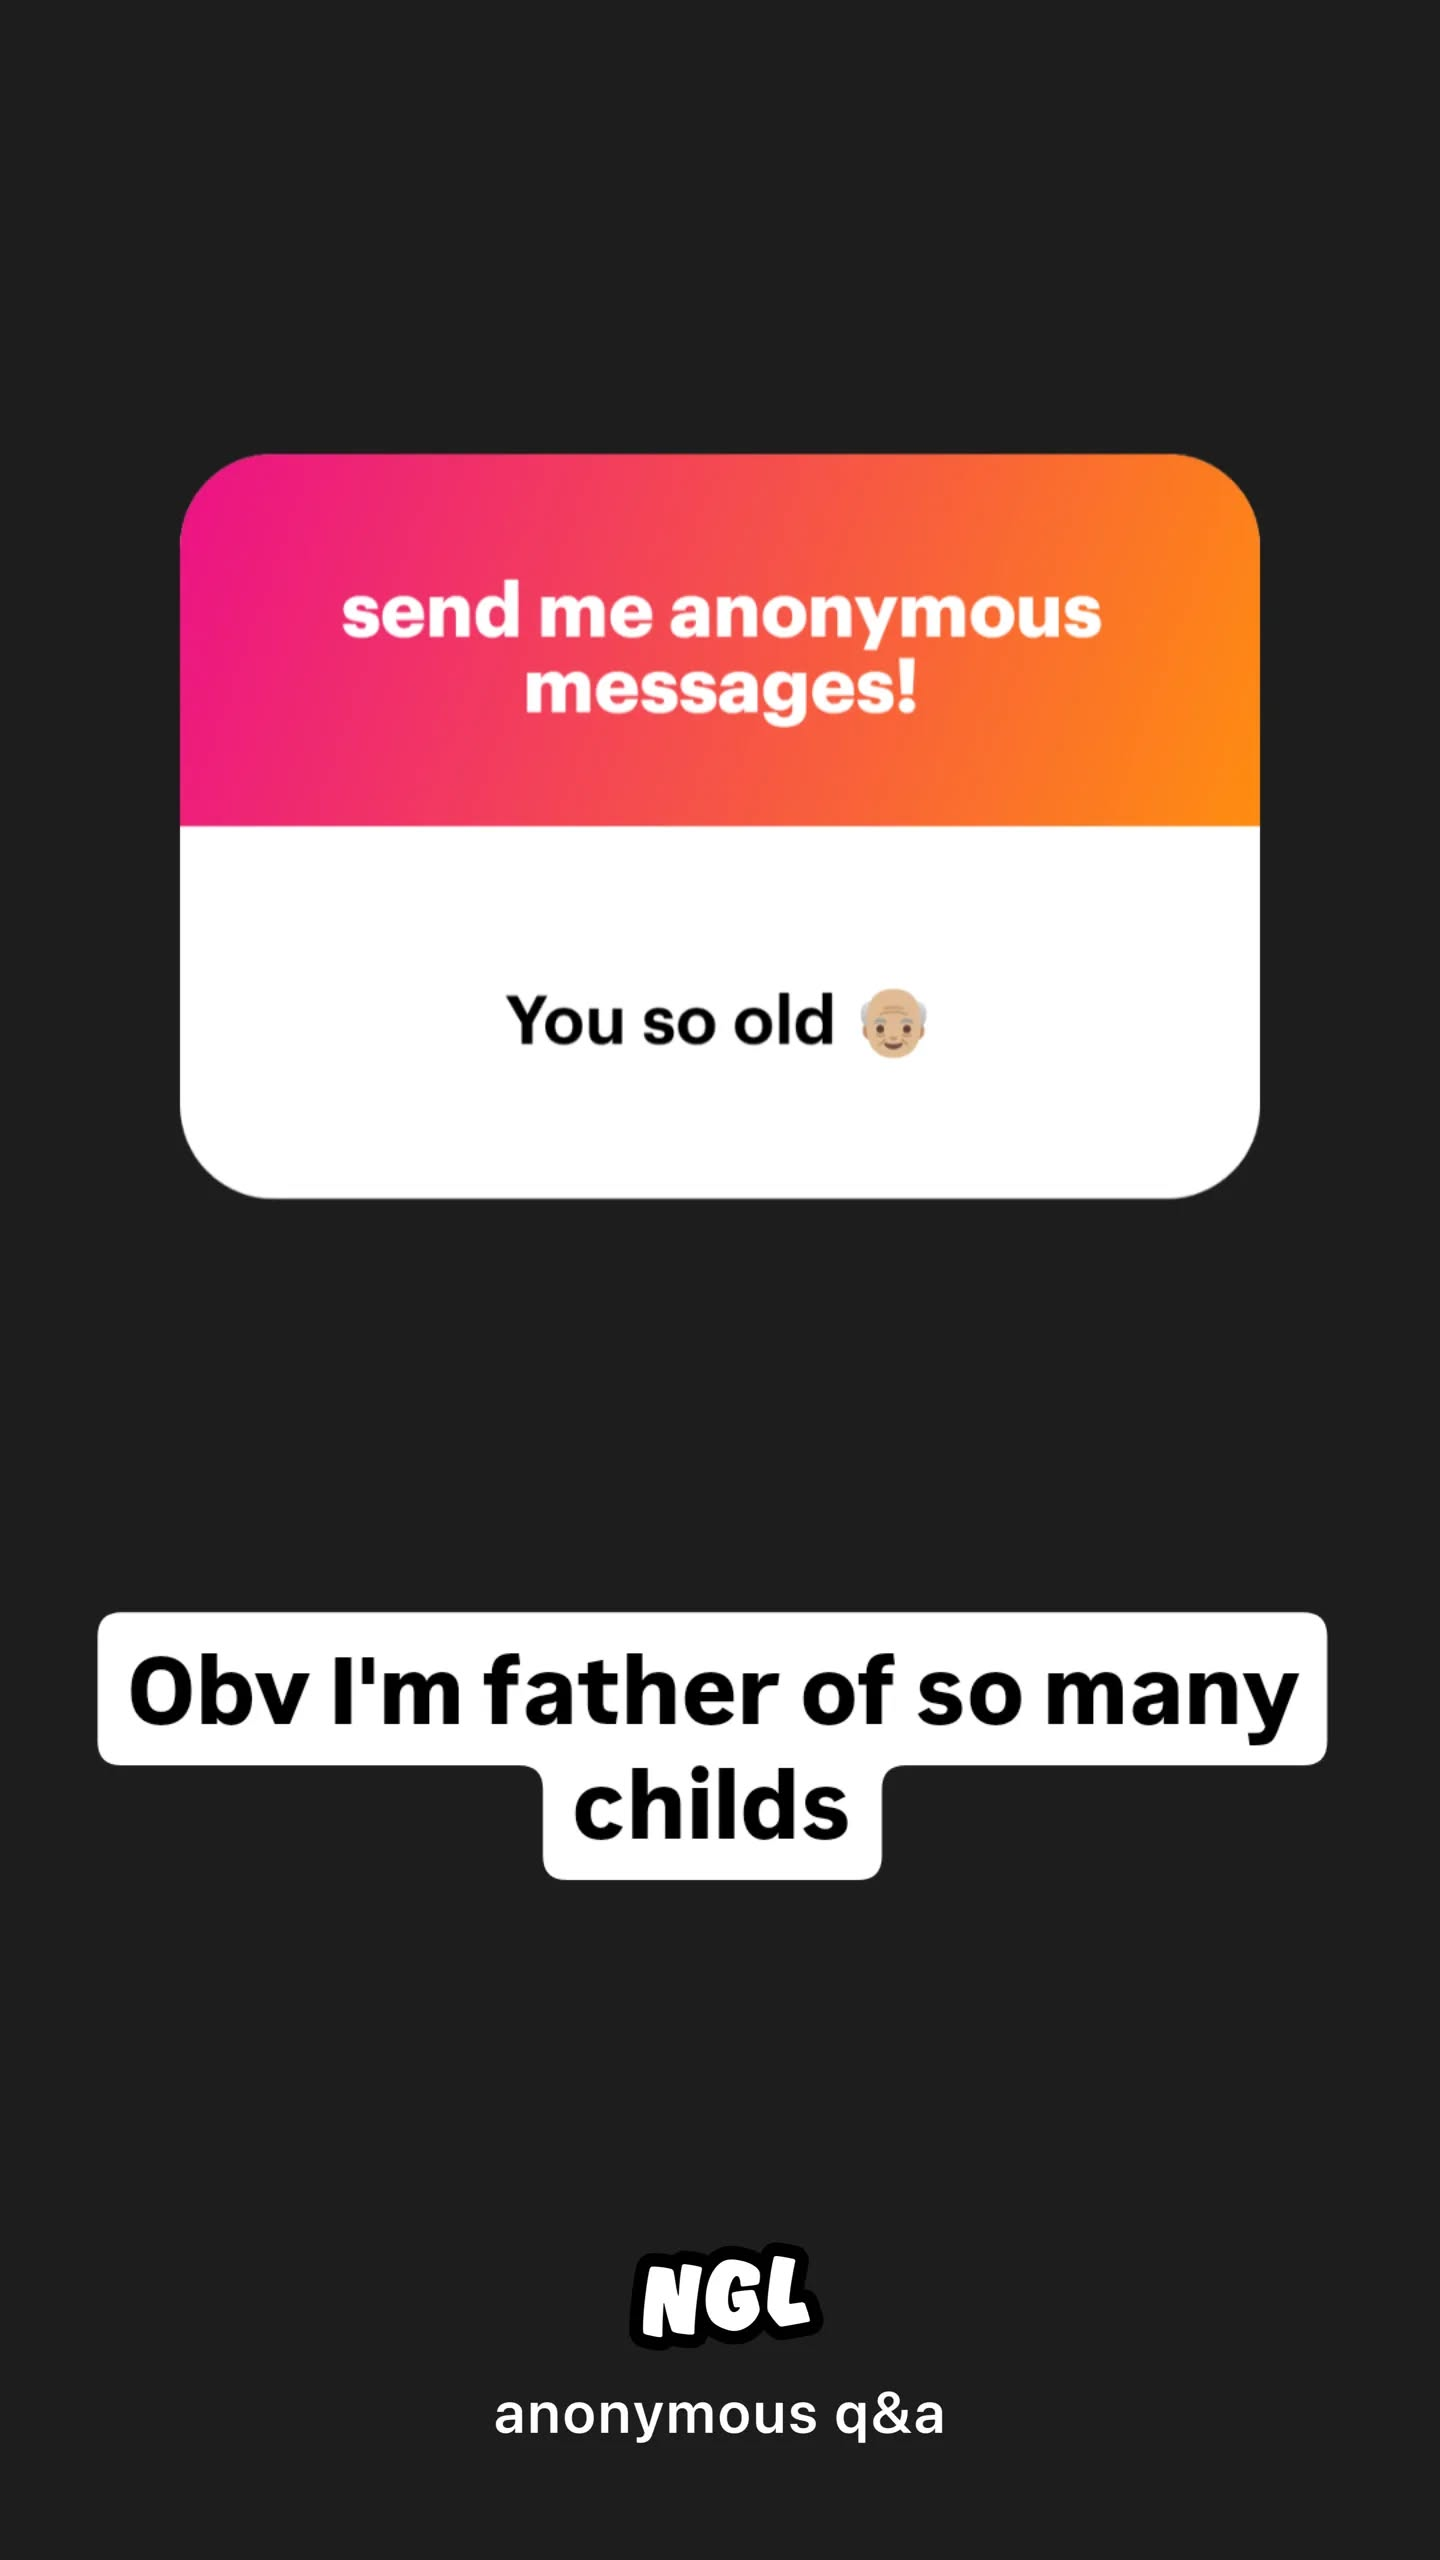 send me anonymous
messages!
You so old 👴🏼
Obv I'm father of so many
childs
NGL
anonymous q&a